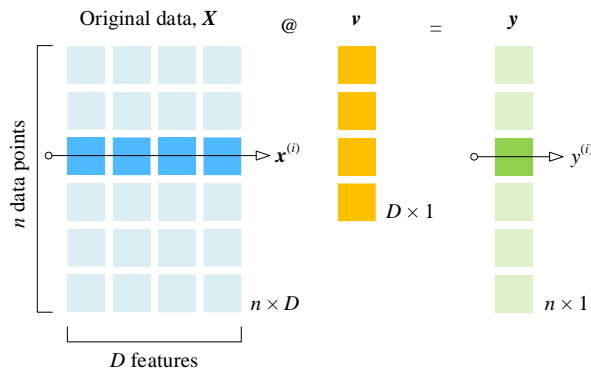 Original data, X @ v = y
n data points
x^(i)
y^(i)
D × 1
n × D
n × 1
D features